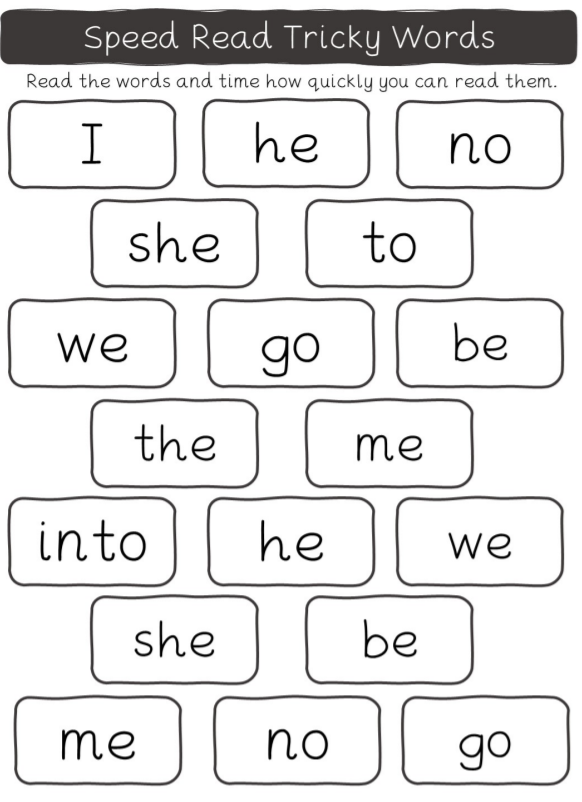 Speed Read Tricky Words
Read the words and time how quickly you can read them.
I he no
she to
we go be
the me
into he we
she be
me no go